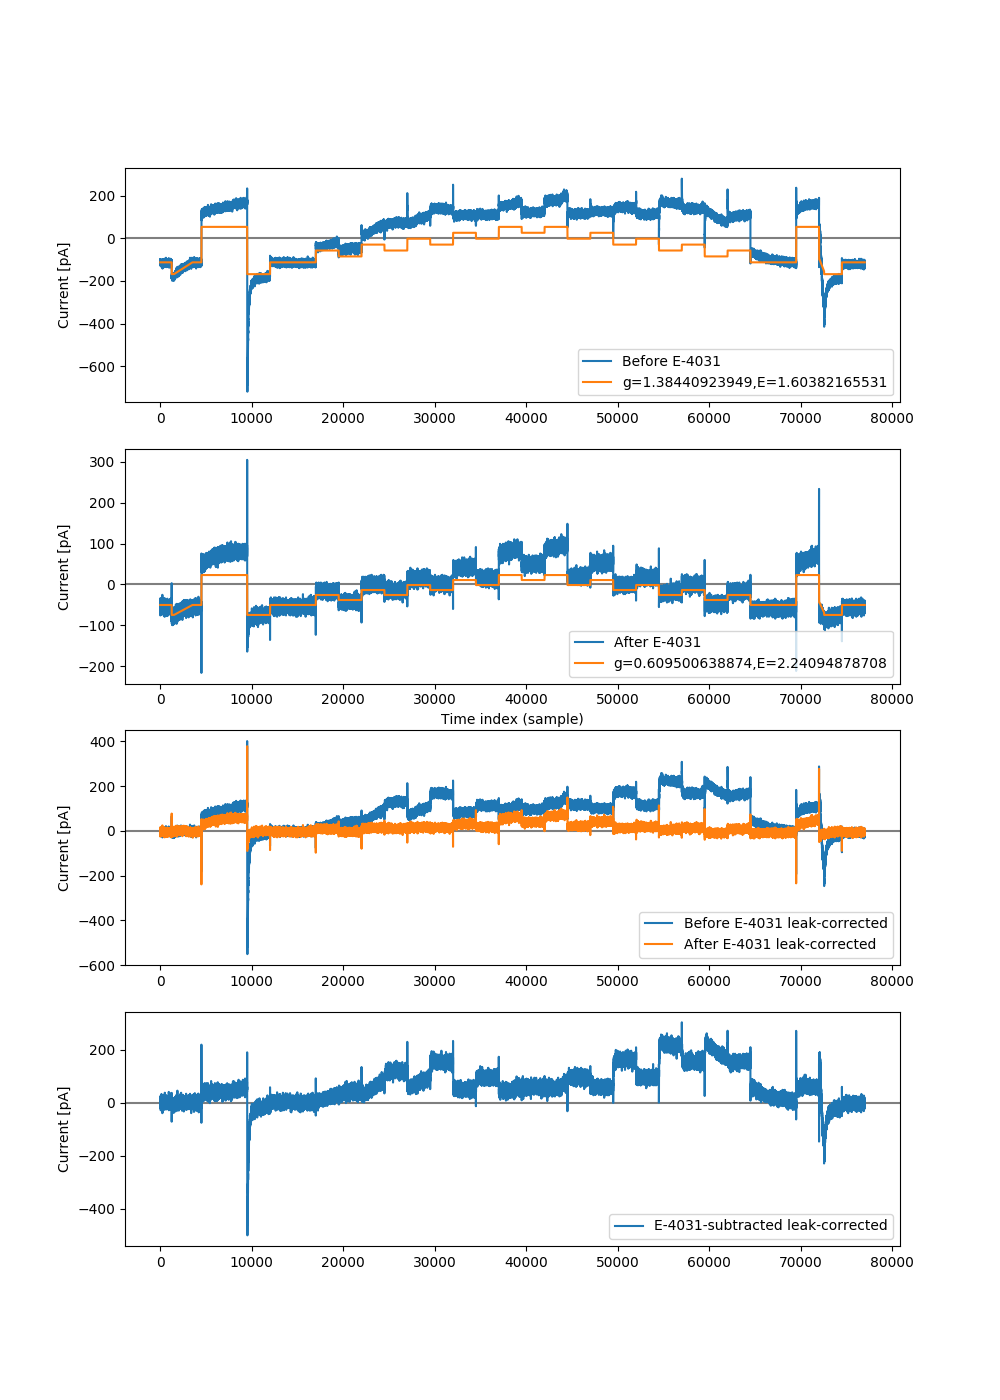 200
0
−200
−400
−600
Current [pA]
Before E-4031
g=1.38440923949,E=1.60382165531
0 10000 20000 30000 40000 50000 60000 70000 80000
300
200
100
0
−100
−200
Current [pA]
After E-4031
g=0.609500638874,E=2.24094878708
0 10000 20000 30000 40000 50000 60000 70000 80000
Time index (sample)
400
200
0
−200
−400
−600
Current [pA]
Before E-4031 leak-corrected
After E-4031 leak-corrected
0 10000 20000 30000 40000 50000 60000 70000 80000
200
0
−200
−400
Current [pA]
E-4031-subtracted leak-corrected
0 10000 20000 30000 40000 50000 60000 70000 80000